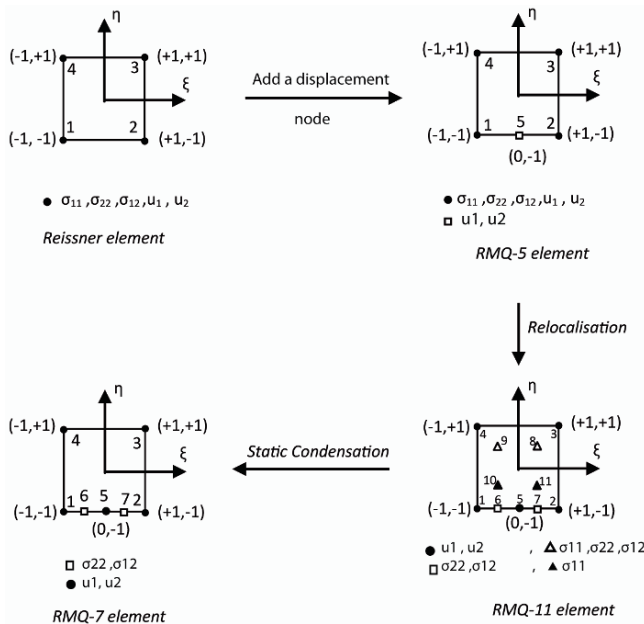 η
(-1,+1) (+1,+1)
4 3
ξ
1 2
(-1, -1) (+1,-1)
● σ11 ,σ22 ,σ12,u1 , u2
Reissner element
Add a displacement
node
η
(-1,+1) (+1,+1)
4 3
ξ
1 5 2
(-1,-1) (+1,-1)
(0,-1)
● σ11 ,σ22 ,σ12,u1 , u2
□ u1, u2
RMQ-5 element
Relocalisation
η
(-1,+1) (+1,+1)
4 3
9 8
ξ
10 11
1 6 5 7 2
(-1,-1) (+1,-1)
(0,-1)
● u1, u2 , △ σ11,σ22,σ12
□ σ22,σ12 , ▲ σ11
RMQ-11 element
Static Condensation
η
(-1,+1) (+1,+1)
4 3
ξ
1 6 5 7 2
(-1,-1) (+1,-1)
(0,-1)
□ σ22 ,σ12
● u1, u2
RMQ-7 element